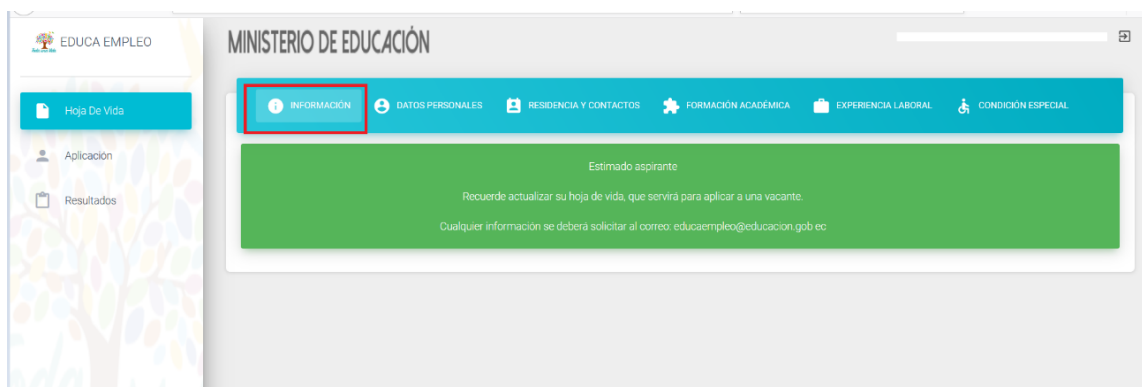 EDUCA EMPLEO
MINISTERIO DE EDUCACIÓN
Hoja De Vida
Aplicación
Resultados
INFORMACIÓN
DATOS PERSONALES
RESIDENCIA Y CONTACTOS
FORMACIÓN ACADÉMICA
EXPERIENCIA LABORAL
CONDICIÓN ESPECIAL
Estimado aspirante
Recuerde actualizar su hoja de vida, que servirá para aplicar a una vacante.
Cualquier información se deberá solicitar al correo: educaempleo@educacion.gob ec